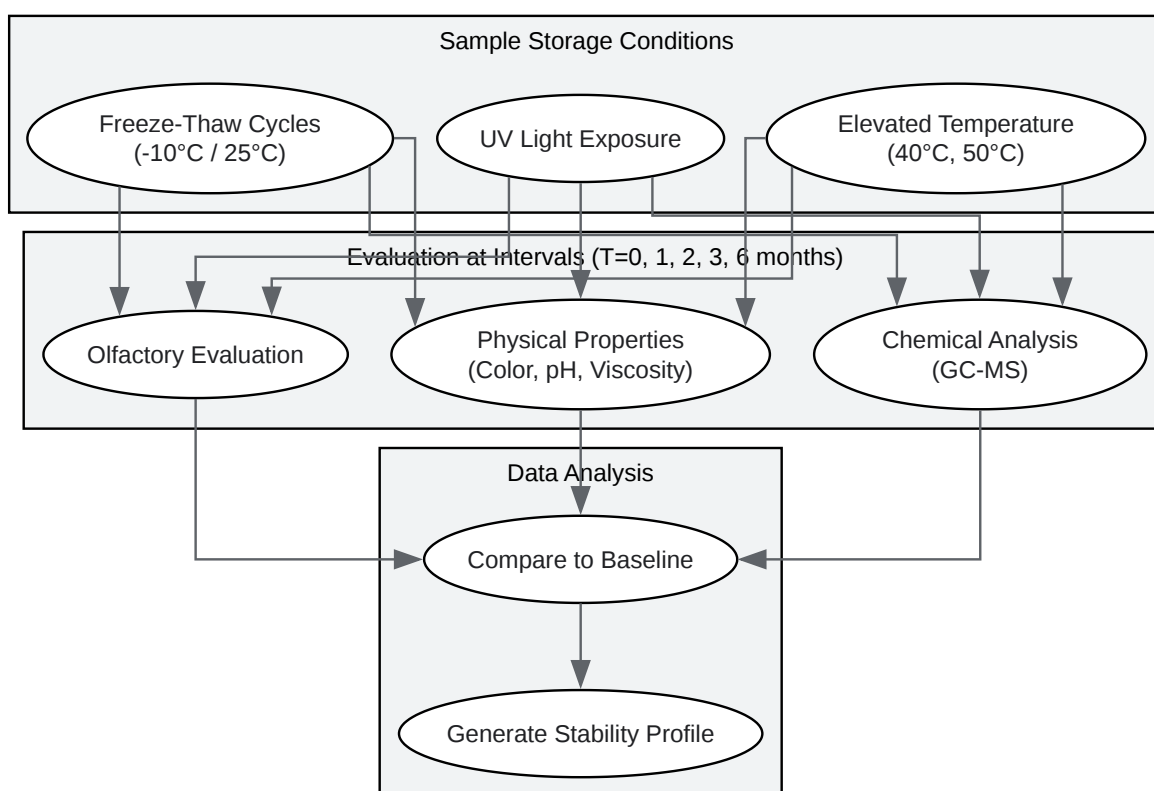 Sample Storage Conditions
Freeze-Thaw Cycles
(-10°C / 25°C)
UV Light Exposure
Elevated Temperature
(40°C, 50°C)
Evaluation at Intervals (T=0, 1, 2, 3, 6 months)
Olfactory Evaluation
Physical Properties
(Color, pH, Viscosity)
Chemical Analysis
(GC-MS)
Data Analysis
Compare to Baseline
Generate Stability Profile